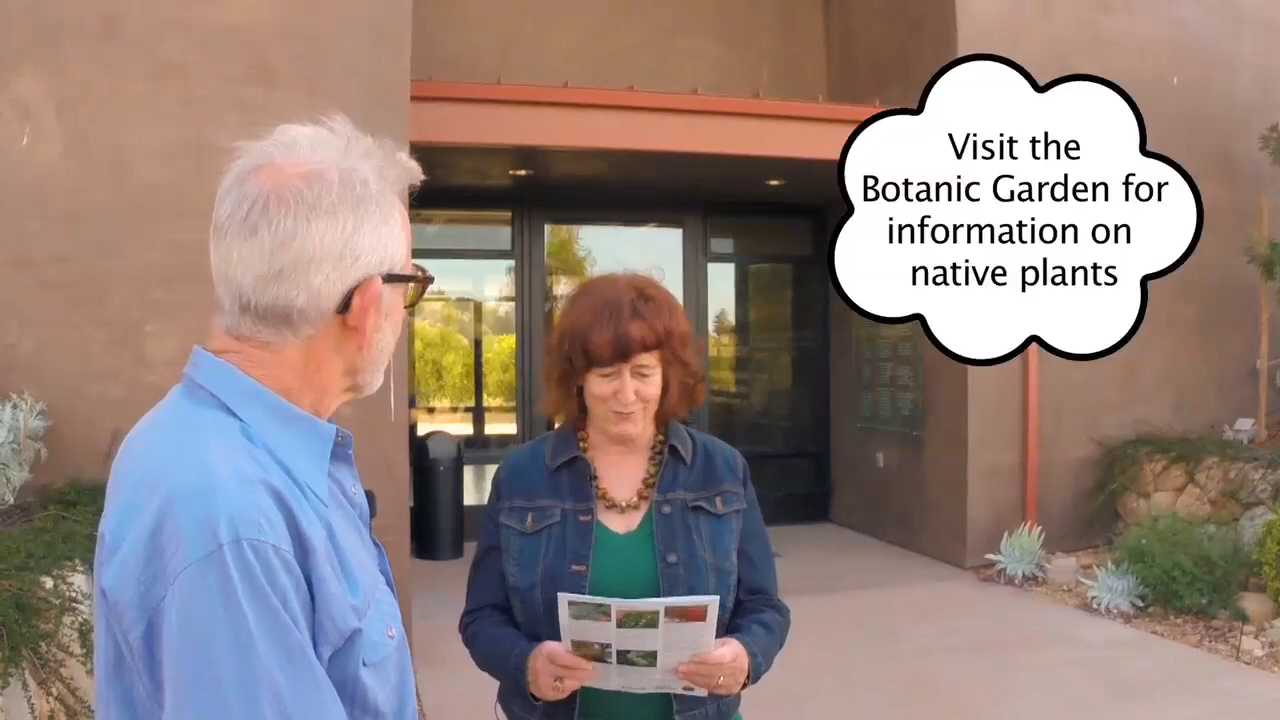 Visit the
Botanic Garden for
information on
native plants